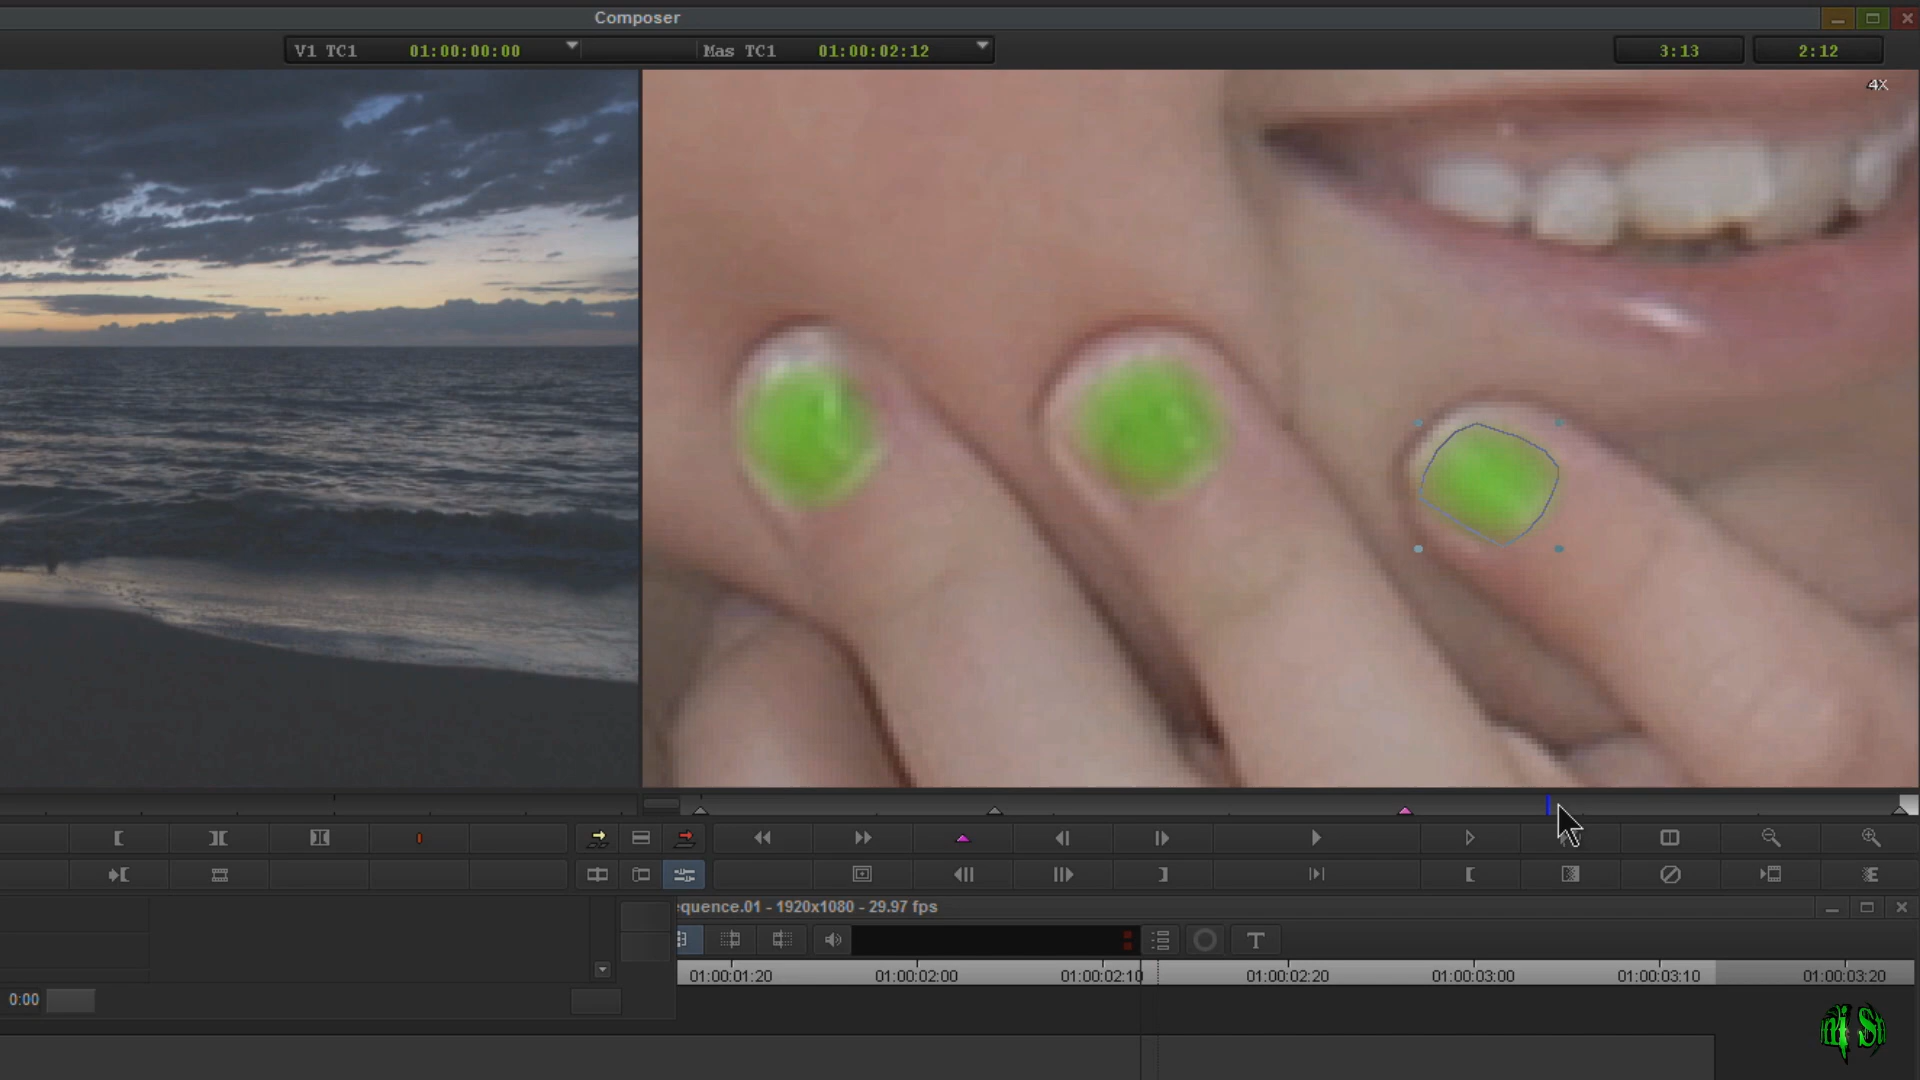 Composer
V1 TC1 01:00:00:00 Mas TC1 01:00:02:12 3:13 2:12
4X
equence.01 - 1920x1080 - 29.97 fps
T
01:00:01:20 01:00:02:00 01:00:02:10 01:00:02:20 01:00:03:00 01:00:03:10 01:00:03:20
0:00